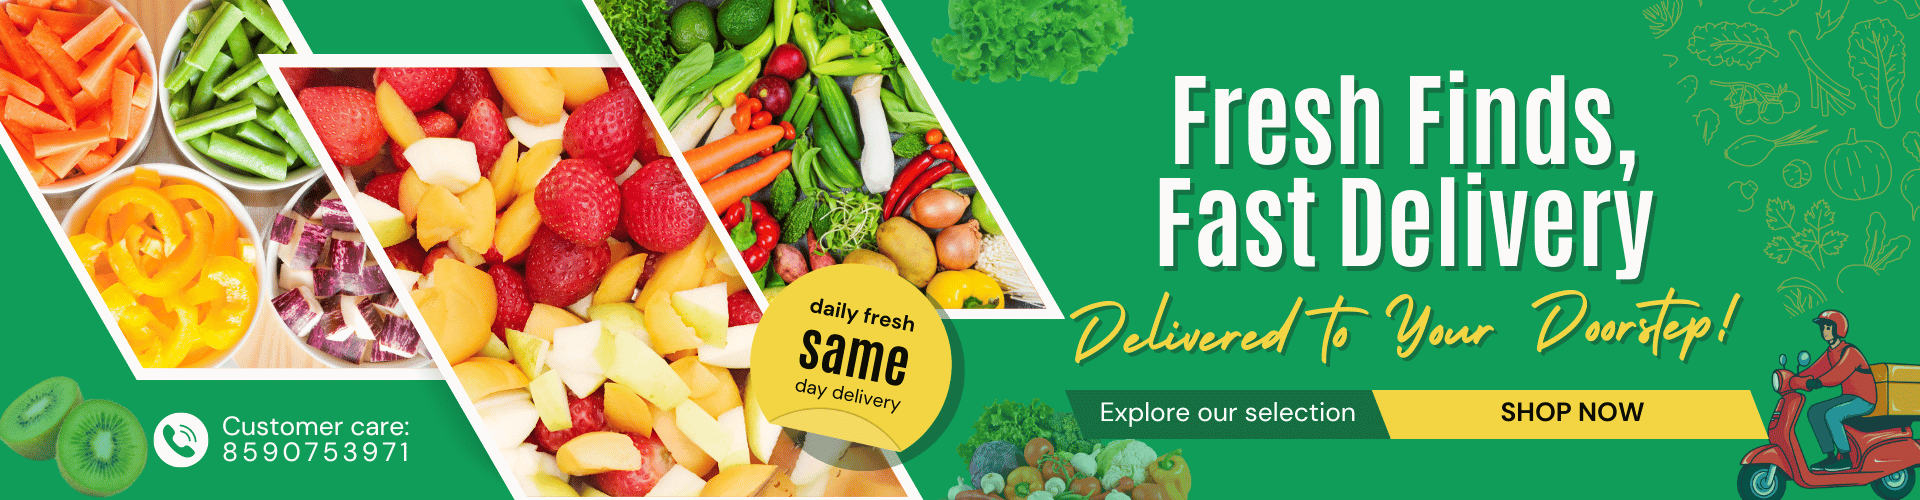 Fresh Finds,
Fast Delivery
Delivered to Your Doorstep!
Explore our selection
SHOP NOW
daily fresh
same
day delivery
Customer care:
8590753971